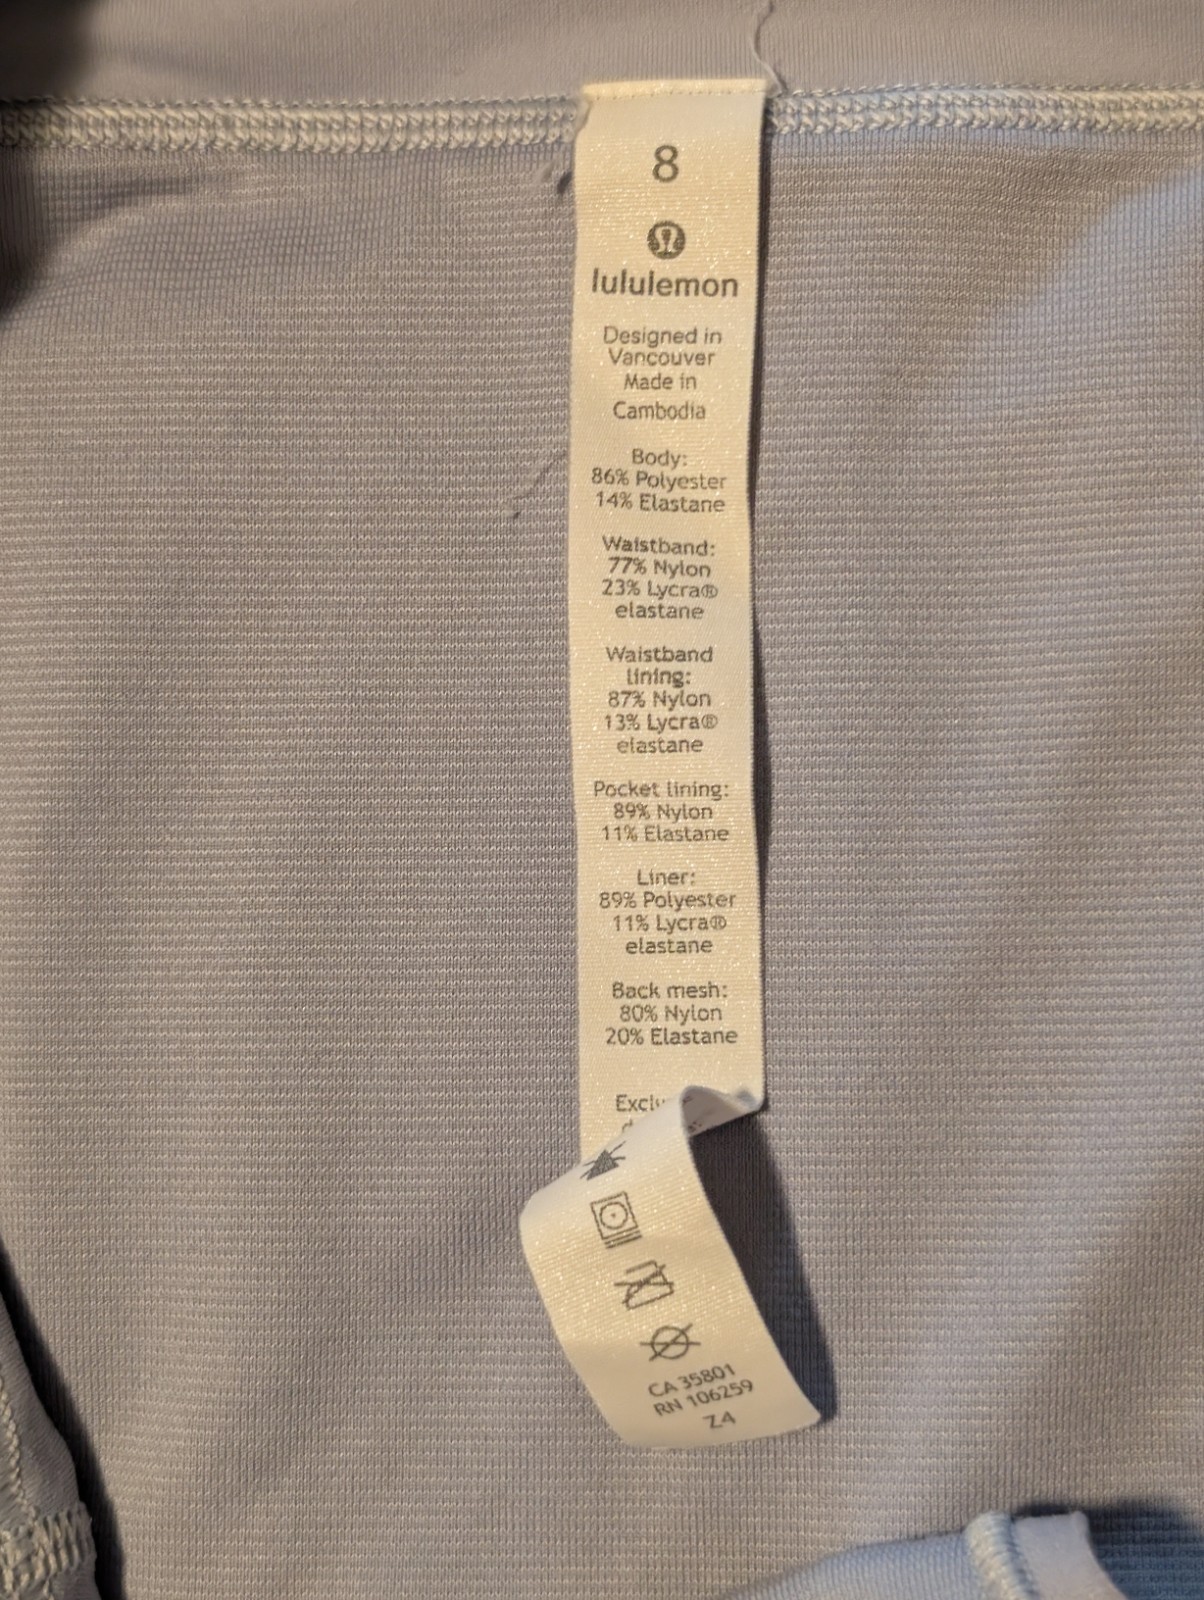 8
lululemon
Designed in
Vancouver
Made in
Cambodia
Body:
86% Polyester
14% Elastane
Waistband:
77% Nylon
23% Lycra®
elastane
Waistband
lining:
87% Nylon
13% Lycra®
elastane
Pocket lining:
89% Nylon
11% Elastane
Liner:
89% Polyester
11% Lycra®
elastane
Back mesh:
80% Nylon
20% Elastane
CA 35801
RN 106259
Z4